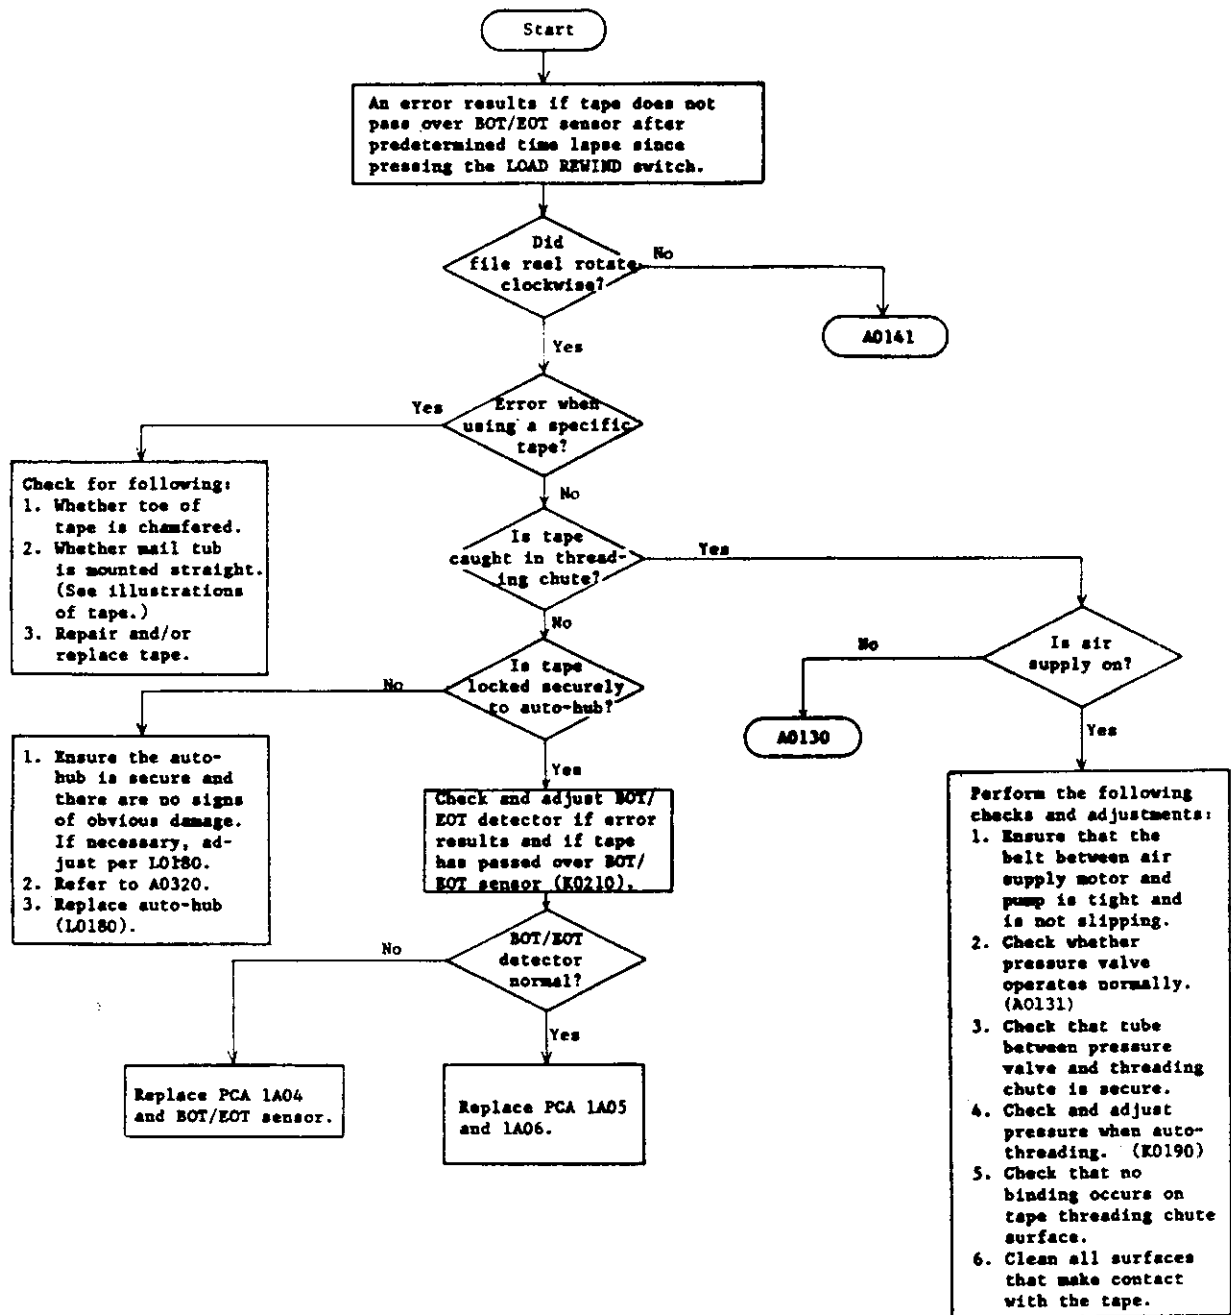 Start
An error results if tape does not
pass over BOT/EOT sensor after
predetermined time lapse since
pressing the LOAD REWIND switch.
Did
file reel rotate
clockwise?
No
A0141
Yes
Error when
using a specific
tape?
Yes
Check for following:
1. Whether toe of
tape is chamfered.
2. Whether mail tub
is mounted straight.
(See illustrations
of tape.)
3. Repair and/or
replace tape.
No
Is tape
caught in thread-
ing chute?
Yes
Is air
supply on?
No
A0130
Yes
Perform the following
checks and adjustments:
1. Ensure that the
belt between air
supply motor and
pump is tight and
is not slipping.
2. Check whether
pressure valve
operates normally.
(A0131)
3. Check that tube
between pressure
valve and threading
chute is secure.
4. Check and adjust
pressure when auto-
threading. (K0190)
5. Check that no
binding occurs on
tape threading chute
surface.
6. Clean all surfaces
that make contact
with the tape.
No
Is tape
locked securely
to auto-hub?
No
1. Ensure the auto-
hub is secure and
there are no signs
of obvious damage.
If necessary, ad-
just per L0180.
2. Refer to A0320.
3. Replace auto-hub
(L0180).
Yes
Check and adjust BOT/
EOT detector if error
results and if tape
has passed over BOT/
EOT sensor (K0210).
BOT/EOT
detector
normal?
No
Replace PCA 1A04
and BOT/EOT sensor.
Yes
Replace PCA 1A05
and 1A06.